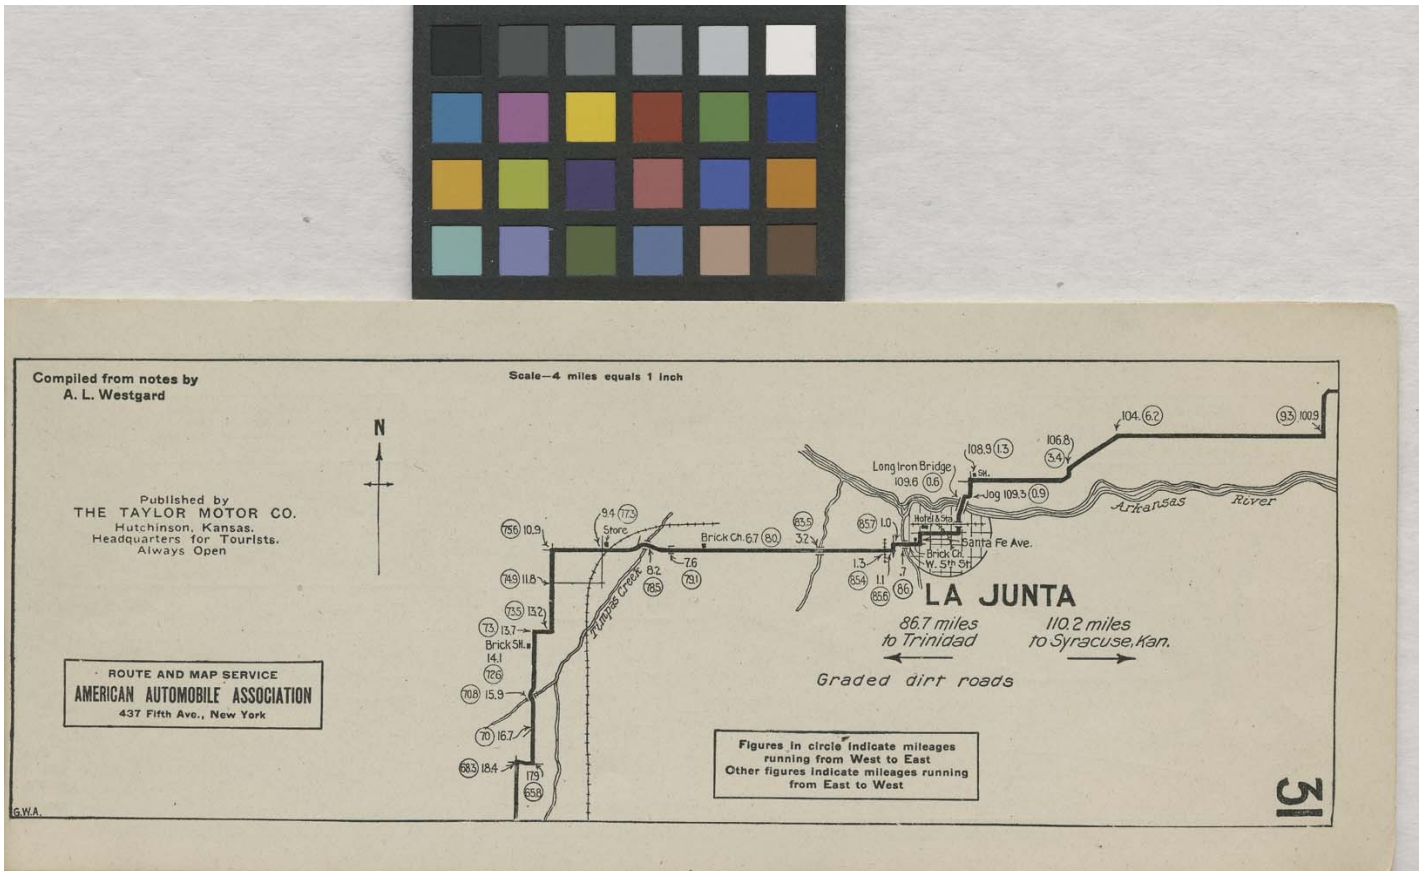 Compiled from notes by
A. L. Westgard
Scale—4 miles equals 1 inch
N
Published by
THE TAYLOR MOTOR CO.
Hutchinson, Kansas.
Headquarters for Tourists.
Always Open
ROUTE AND MAP SERVICE
AMERICAN AUTOMOBILE ASSOCIATION
437 Fifth Ave., New York
G.W.A.
104. 6.2
9.3 100.9
106.8
3.4
108.9 1.3
SH.
Long Iron Bridge
109.6 0.6
Jog 109.3 0.9
Arkansas River
Hotel & Sta.
Santa Fe Ave.
Brick Ch.
W. 5th St.
85.7 1.0
83.5
3.2
1.3
85.4
1.1
85.6
.7
86
Brick Ch. 6.7 80
7.6
79.1
8.2
78.5
9.4 77.3
Store
75.6 10.9
74.9 11.6
73.5 13.2
73 13.7
Brick SH.
14.1
72.6
70.8 15.9
70 16.7
68.3 18.4
17.9
Timpas Creek
LA JUNTA
86.7 miles
to Trinidad
110.2 miles
to Syracuse, Kan.
Graded dirt roads
Figures in circle indicate mileages
running from West to East
Other figures indicate mileages running
from East to West
31